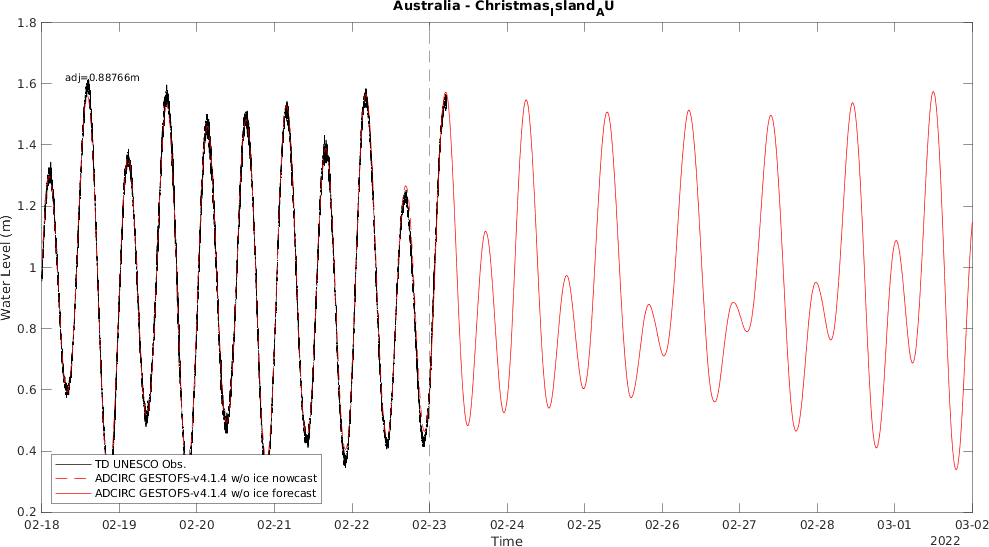 Australia - Christmas_Island_AU
1.8
1.6
1.4
1.2
1
0.8
0.6
0.4
0.2
Water Level (m)
adj=0.88766m
TD UNESCO Obs.
ADCIRC GESTOFS-v4.1.4 w/o ice nowcast
ADCIRC GESTOFS-v4.1.4 w/o ice forecast
02-18 02-19 02-20 02-21 02-22 02-23 02-24 02-25 02-26 02-27 02-28 03-01 03-02
Time
2022